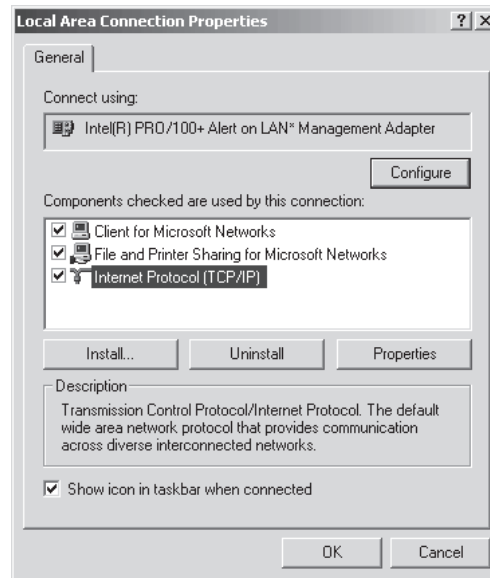 Local Area Connection Properties
General
Connect using:
Intel(R) PRO/100+ Alert on LAN* Management Adapter
Configure
Components checked are used by this connection:
Client for Microsoft Networks
File and Printer Sharing for Microsoft Networks
Internet Protocol (TCP/IP)
Install... Uninstall Properties
Description
Transmission Control Protocol/Internet Protocol. The default
wide area network protocol that provides communication
across diverse interconnected networks.
Show icon in taskbar when connected
OK Cancel